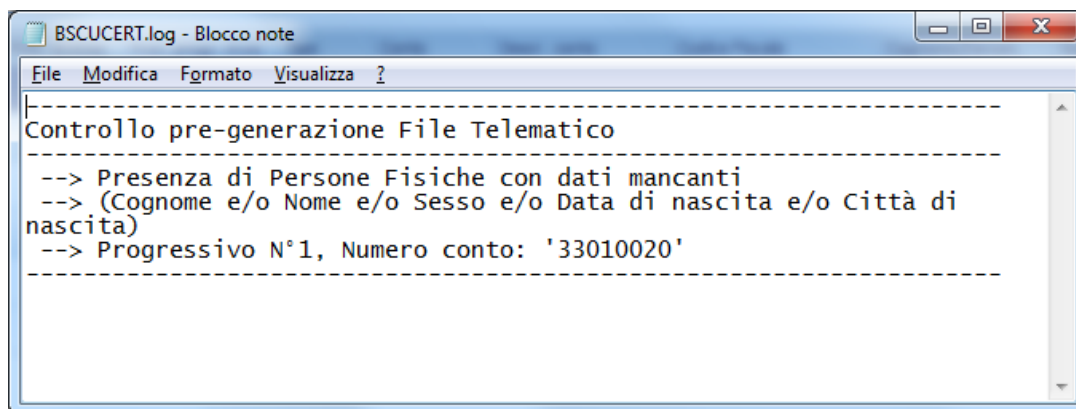 BSCUCERT.log - Blocco note
File Modifica Formato Visualizza ?
----------------------------------------------------------------------
Controllo pre-generazione File Telematico
----------------------------------------------------------------------
--> Presenza di Persone Fisiche con dati mancanti
--> (Cognome e/o Nome e/o Sesso e/o Data di nascita e/o Città di
nascita)
--> Progressivo N°1, Numero conto: '33010020'
----------------------------------------------------------------------